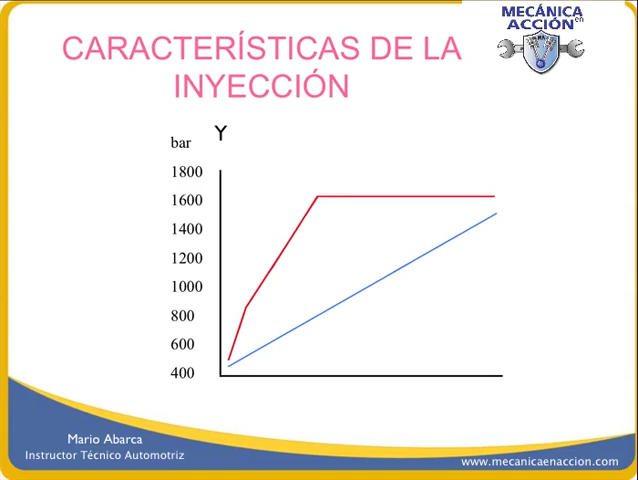 MECÁNICA
en
ACCIÓN
CARACTERÍSTICAS DE LA
INYECCIÓN
bar
Y
1800
1600
1400
1200
1000
800
600
400
Mario Abarca
Instructor Técnico Automotriz
www.mecanicaenaccion.com